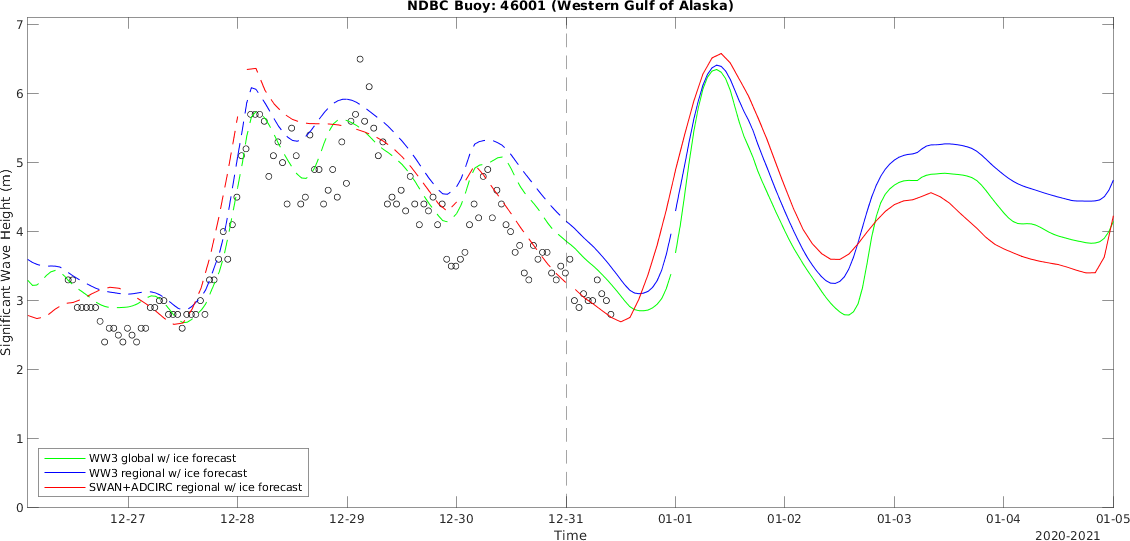 NDBC Buoy: 46001 (Western Gulf of Alaska)
7
6
5
4
3
2
1
0
Significant Wave Height (m)
WW3 global w/ ice forecast
WW3 regional w/ ice forecast
SWAN+ADCIRC regional w/ ice forecast
12-27 12-28 12-29 12-30 12-31 01-01 01-02 01-03 01-04 01-05
Time
2020-2021